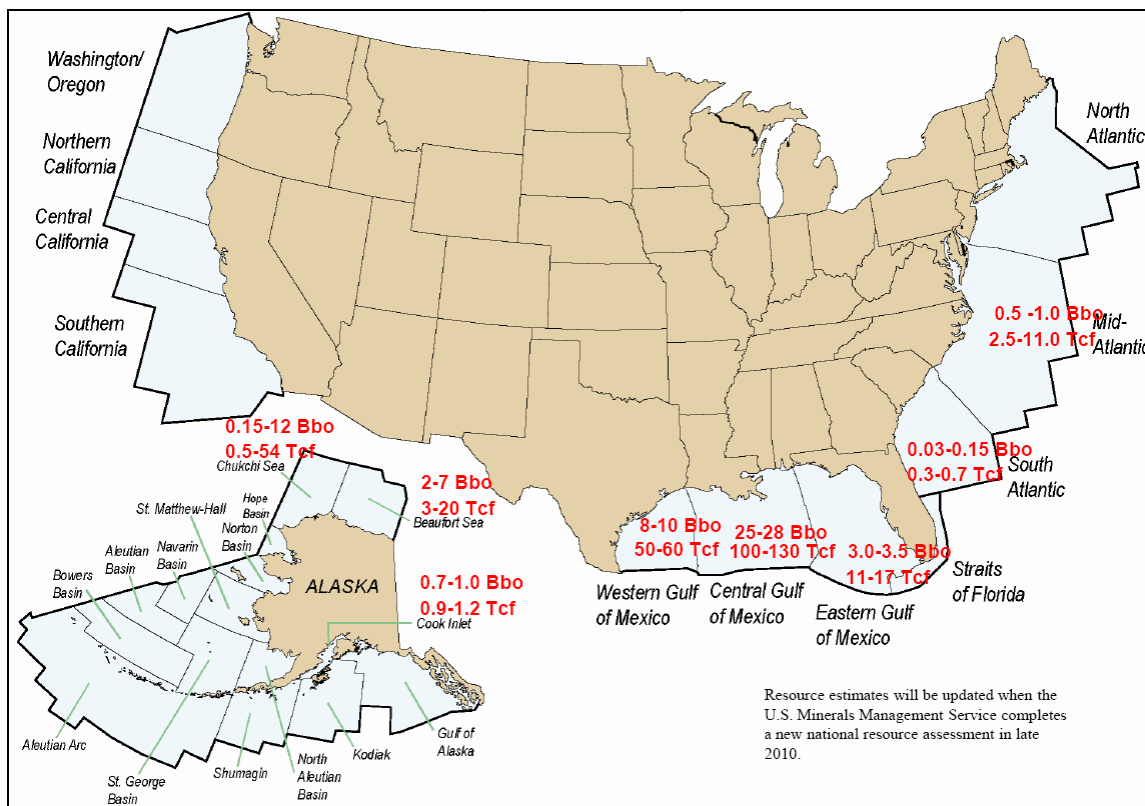 Washington/
Oregon
Northern
California
Central
California
Southern
California
North
Atlantic
0.5 -1.0 Bbo
2.5-11.0 Tcf
Mid-
Atlantic
0.03-0.15 Bbo
0.3-0.7 Tcf
South
Atlantic
8-10 Bbo
50-60 Tcf
25-28 Bbo
100-130 Tcf
3.0-3.5 Bbo
11-17 Tcf
Straits
of Florida
Western Gulf
of Mexico
Central Gulf
of Mexico
Eastern Gulf
of Mexico
0.15-12 Bbo
0.5-54 Tcf
Chukchi Sea
2-7 Bbo
3-20 Tcf
Beaufort Sea
St. Matthew-Hall
Hope
Basin
Norton
Basin
Navarin
Basin
Aleutian
Basin
Bowers
Basin
ALASKA
0.7-1.0 Bbo
0.9-1.2 Tcf
Cook Inlet
Aleutian Arc
St. George
Basin
Shumagin
North
Aleutian
Basin
Kodiak
Gulf of
Alaska
Resource estimates will be updated when the
U.S. Minerals Management Service completes
a new national resource assessment in late
2010.